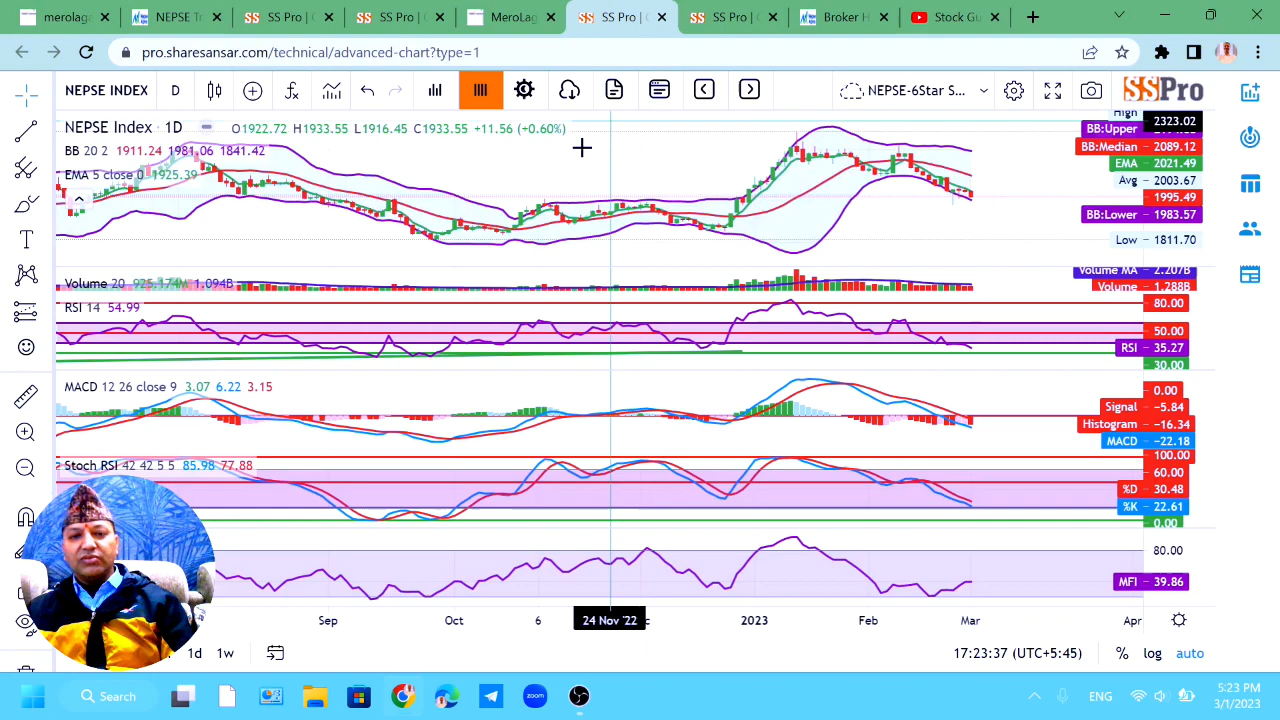 merolaga
NEPSE Tr
SS Pro |
SS Pro |
MeroLag
SS Pro |
SS Pro |
Broker H
Stock Gu
pro.sharesansar.com/technical/advanced-chart?type=1
NEPSE INDEX
D
NEPSE-6Star S...
SSPro
NEPSE Index · 1D
O1922.72 H1933.55 L1916.45 C1933.55 +11.56 (+0.60%)
BB 20 2 1911.24 1981.06 1841.42
EMA 5 close 0 1925.39
High
2323.02
BB:Upper
BB:Median − 2089.12
EMA − 2021.49
Avg − 2003.67
1995.49
BB:Lower − 1983.57
Low − 1811.70
Volume 20 925.174M 1.094B
Volume MA − 2.207B
Volume − 1.288B
RSI 14 54.99
80.00
50.00
RSI − 35.27
30.00
MACD 12 26 close 9 3.07 6.22 3.15
0.00
Signal − −5.84
Histogram − −16.34
MACD − −22.18
Stoch RSI 42 42 5 5 85.98 77.88
100.00
60.00
%D − 30.48
%K − 22.61
0.00
80.00
MFI − 39.86
Sep
Oct
6
24 Nov '22
2023
Feb
Mar
Apr
1d
1w
17:23:37 (UTC+5:45)
%
log
auto
Search
zoom
ENG
5:23 PM
3/1/2023